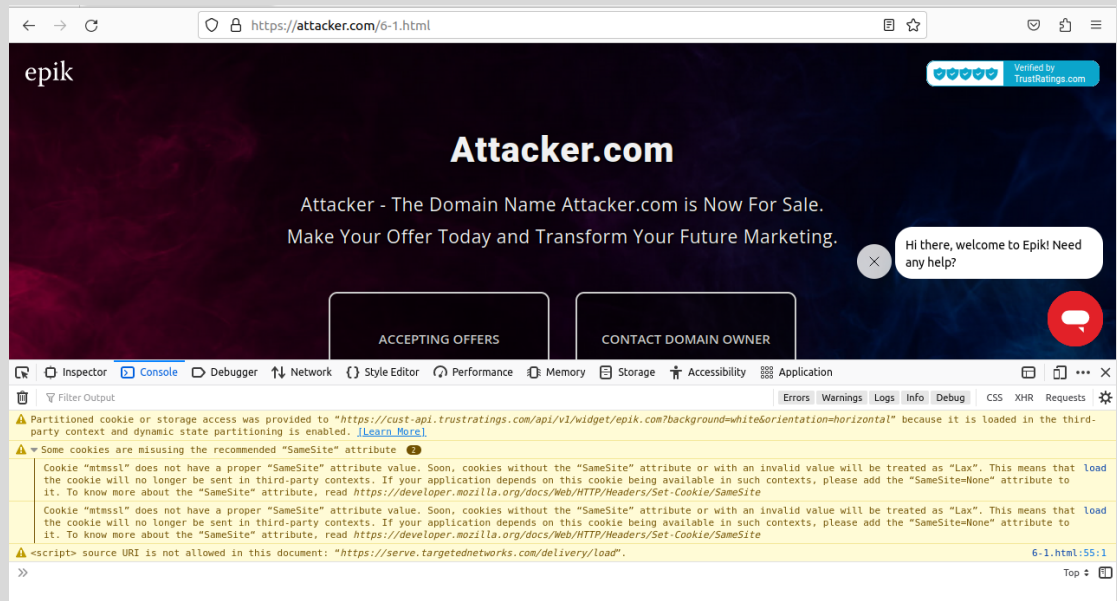 https://attacker.com/6-1.html
epik
Verified by
TrustRatings.com
Attacker.com
Attacker - The Domain Name Attacker.com is Now For Sale.
Make Your Offer Today and Transform Your Future Marketing.
Hi there, welcome to Epik! Need
any help?
ACCEPTING OFFERS
CONTACT DOMAIN OWNER
Inspector Console Debugger Network Style Editor Performance Memory Storage Accessibility Application
Filter Output Errors Warnings Logs Info Debug CSS XHR Requests
Partitioned cookie or storage access was provided to “https://cust-api.trustratings.com/api/v1/widget/epik.com?background=white&orientation=horizontal” because it is loaded in the third-
party context and dynamic state partitioning is enabled. [Learn More]
Some cookies are misusing the recommended “SameSite” attribute 2
Cookie “mtmssl” does not have a proper “SameSite” attribute value. Soon, cookies without the “SameSite” attribute or with an invalid value will be treated as “Lax”. This means that load
the cookie will no longer be sent in third-party contexts. If your application depends on this cookie being available in such contexts, please add the “SameSite=None” attribute to
it. To know more about the “SameSite” attribute, read https://developer.mozilla.org/docs/Web/HTTP/Headers/Set-Cookie/SameSite
Cookie “mtmssl” does not have a proper “SameSite” attribute value. Soon, cookies without the “SameSite” attribute or with an invalid value will be treated as “Lax”. This means that load
the cookie will no longer be sent in third-party contexts. If your application depends on this cookie being available in such contexts, please add the “SameSite=None” attribute to
it. To know more about the “SameSite” attribute, read https://developer.mozilla.org/docs/Web/HTTP/Headers/Set-Cookie/SameSite
<script> source URI is not allowed in this document: “https://serve.targetednetworks.com/delivery/load”. 6-1.html:55:1
Top